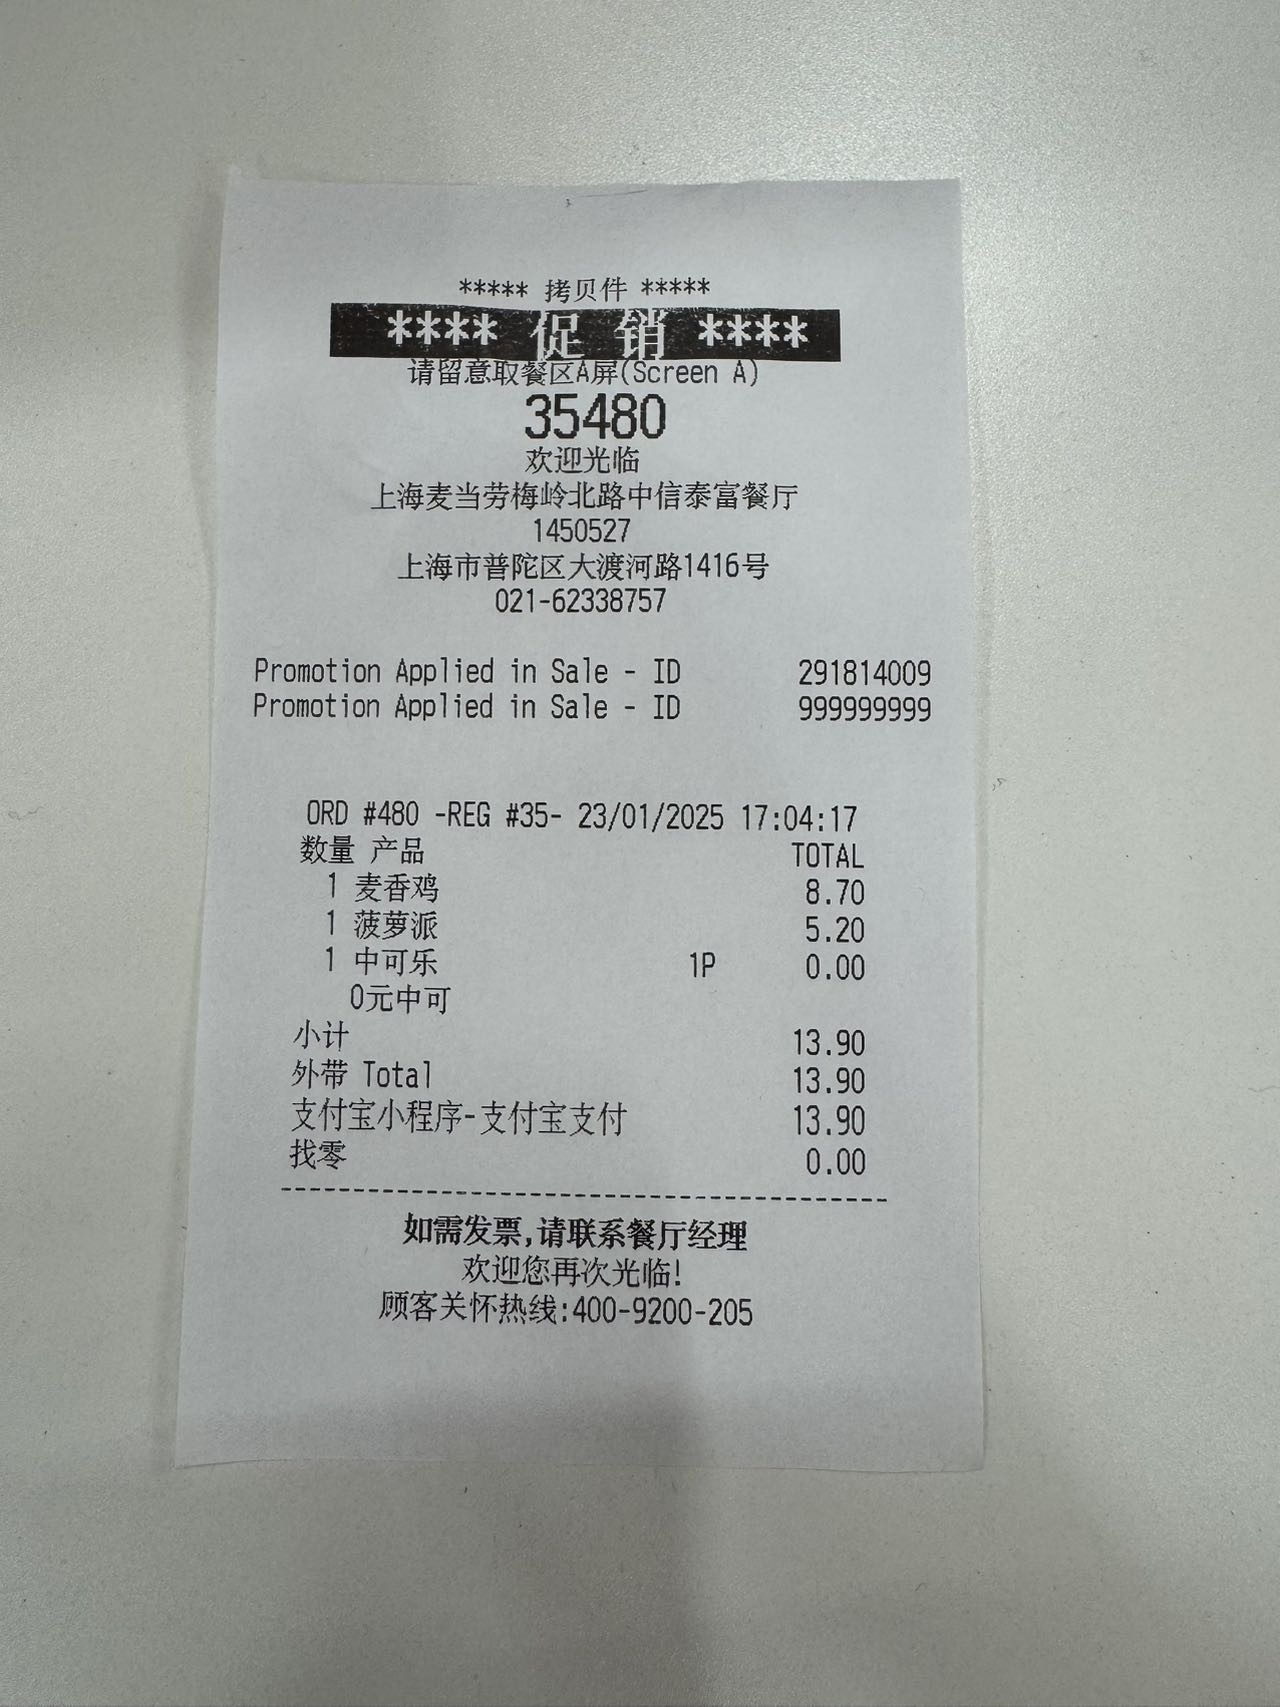 ***** 拷贝件 *****
**** 促 销 ****
请留意取餐区A屏(Screen A)
35480
欢迎光临
上海麦当劳梅岭北路中信泰富餐厅
1450527
上海市普陀区大渡河路1416号
021-62338757
Promotion Applied in Sale - ID 291814009
Promotion Applied in Sale - ID 999999999
ORD #480 -REG #35- 23/01/2025 17:04:17
数量 产品 TOTAL
1 麦香鸡 8.70
1 菠萝派 5.20
1 中可乐 1P 0.00
0元中可
小计 13.90
外带 Total 13.90
支付宝小程序-支付宝支付 13.90
找零 0.00
如需发票,请联系餐厅经理
欢迎您再次光临!
顾客关怀热线:400-9200-205